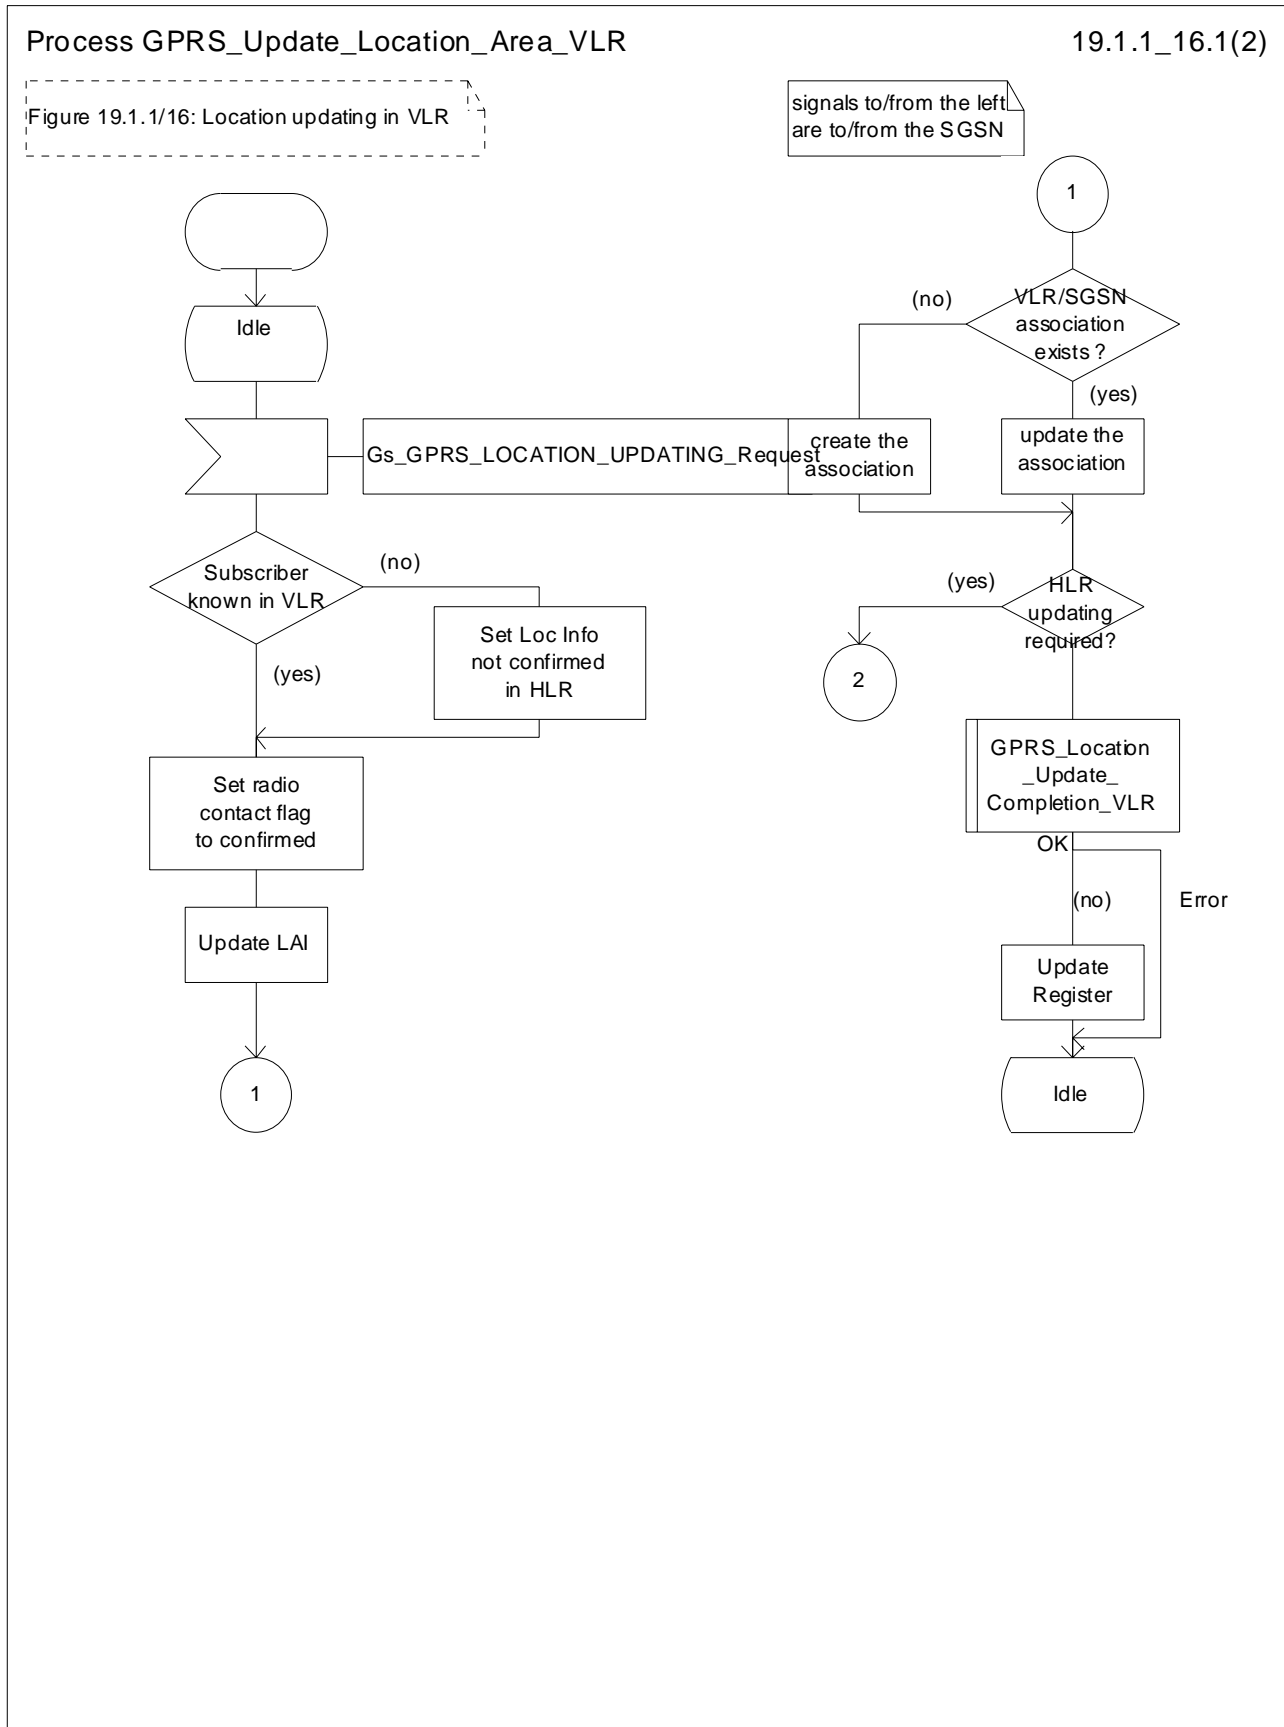 Process GPRS_Update_Location_Area_VLR
19.1.1_16.1(2)
Figure 19.1.1/16: Location updating in VLR
signals to/from the left
are to/from the SGSN
Idle
Gs_GPRS_LOCATION_UPDATING_Request
Subscriber
known in VLR
(no)
Set Loc Info
not confirmed
in HLR
(yes)
Set radio
contact flag
to confirmed
Update LAI
1
1
VLR/SGSN
association
exists ?
(no)
(yes)
create the
association
update the
association
HLR
updating
required?
(yes)
2
GPRS_Location
_Update_
Completion_VLR
OK
(no)
Error
Update
Register
Idle